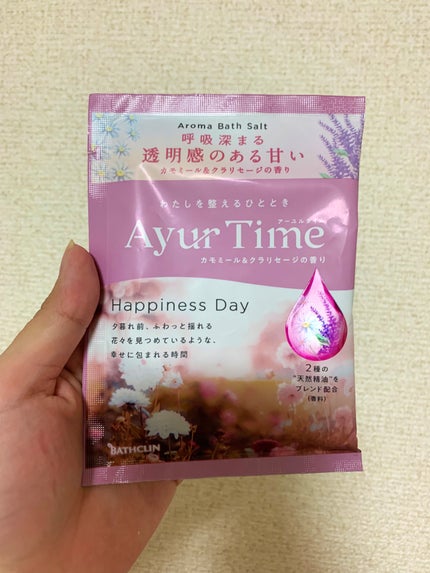 Aroma Bath Salt
呼吸深まる
透明感のある甘い
カモミール&クラリセージの香り
わたしを整えるひととき
アーユルタイム
Ayur Time
カモミール&クラリセージの香り
Happiness Day
夕暮れ前、ふわっと揺れる
花々を見つめているような、
幸せに包まれる時間
2種の
"天然精油"を
ブレンド配合
(香料)
BATHCLIN